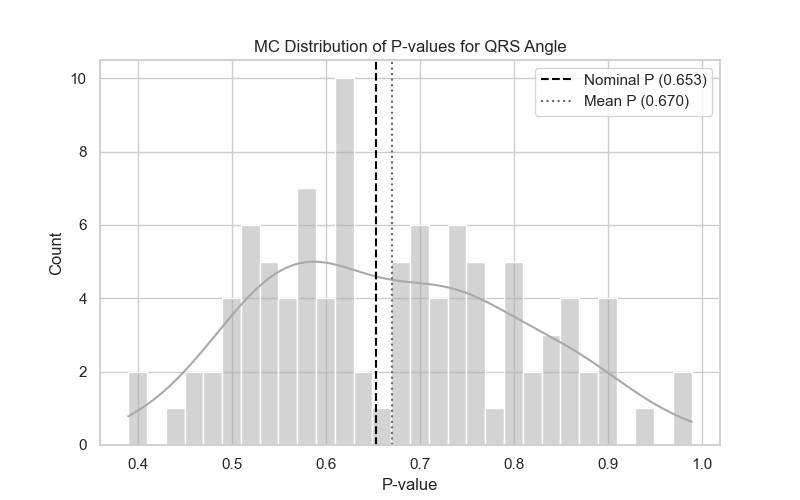 MC Distribution of P-values for QRS Angle
Nominal P (0.653)
Mean P (0.670)
Count
10
8
6
4
2
0
0.4 0.5 0.6 0.7 0.8 0.9 1.0
P-value